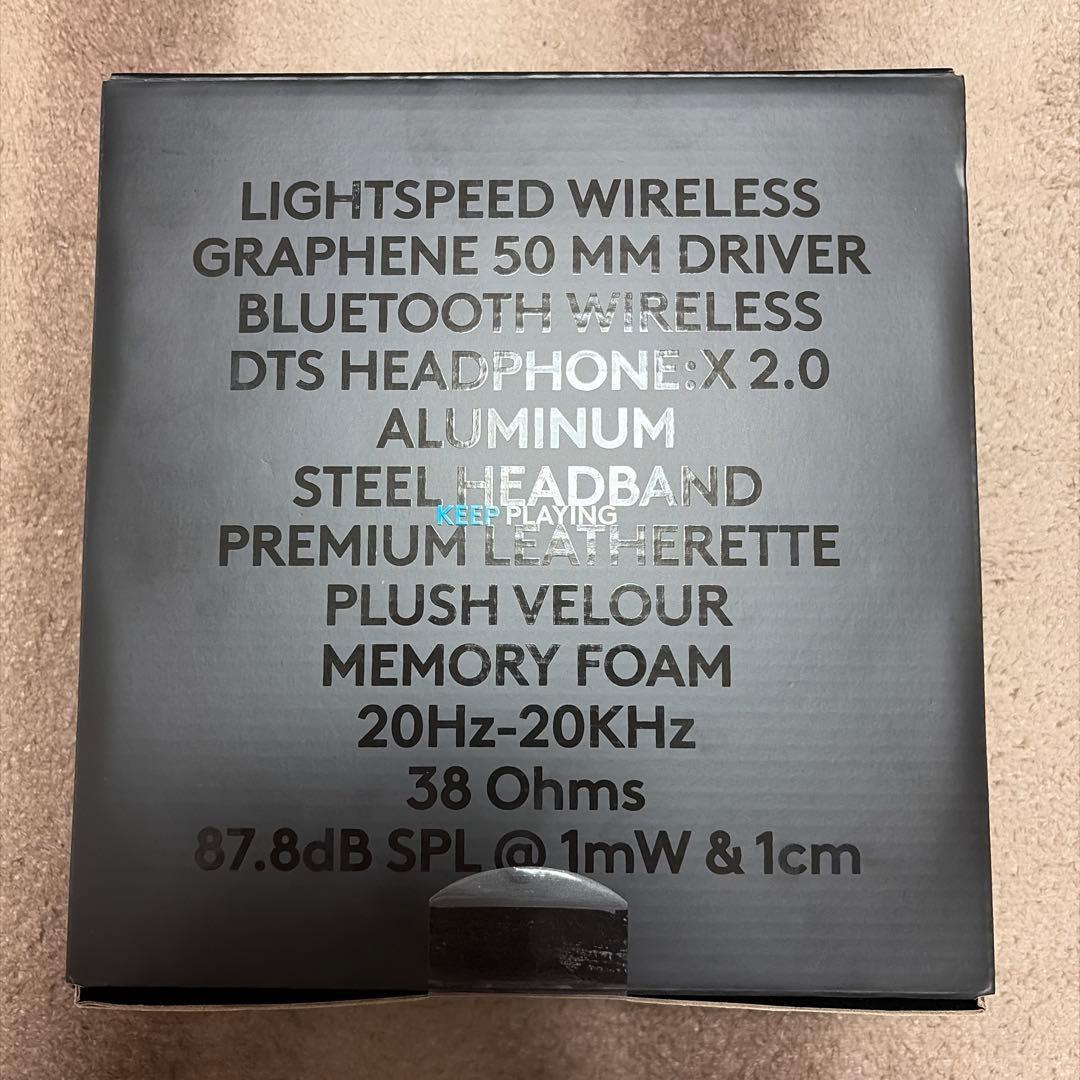 LIGHTSPEED WIRELESS
GRAPHENE 50 MM DRIVER
BLUETOOTH WIRELESS
DTS HEADPHONE:X 2.0
ALUMINUM
STEEL HEADBAND
KEEP PLAYING
PREMIUM LEATHERETTE
PLUSH VELOUR
MEMORY FOAM
20Hz-20KHz
38 Ohms
87.8dB SPL @ 1mW & 1cm